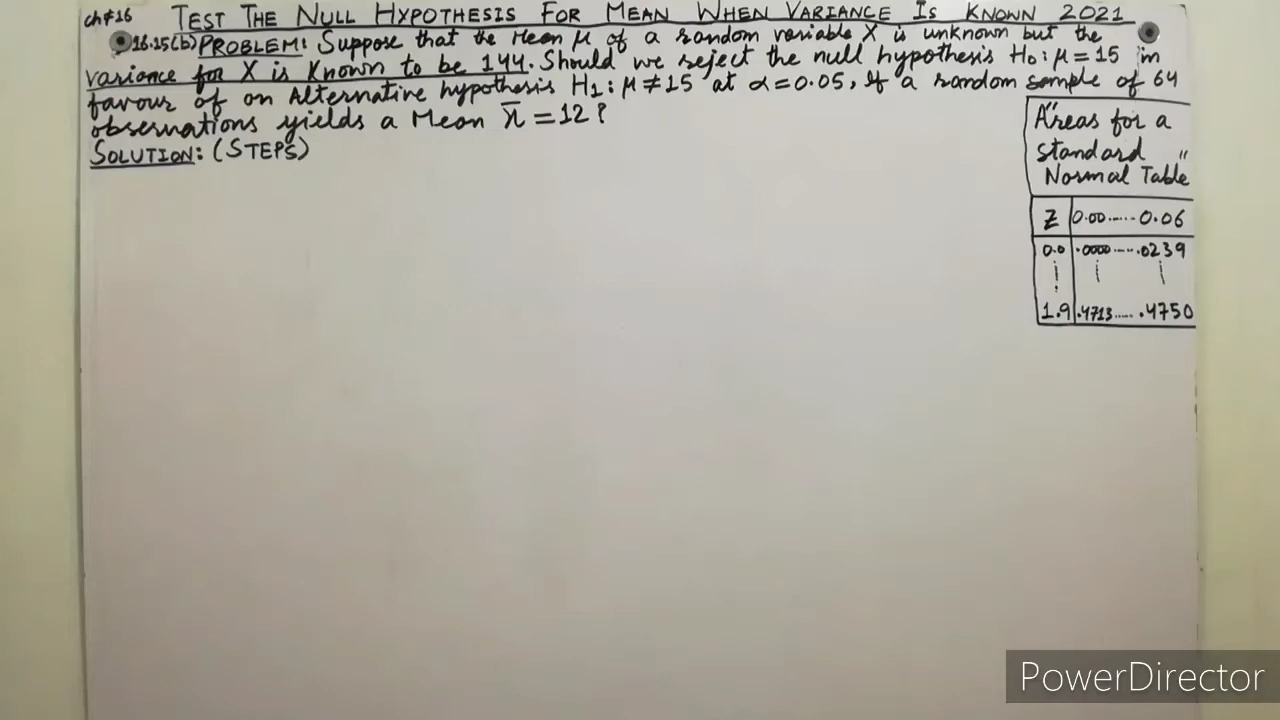 ch#16 TEST THE NULL HYPOTHESIS FOR MEAN WHEN VARIANCE IS KNOWN 2021
16.15(b) PROBLEM: Suppose that the Mean μ of a random variable X is unknown but the
variance for X is Known to be 144. Should we reject the null hypothesis H₀: μ = 15 in
favour of an Alternative hypothesis H₁: μ ≠ 15 at α = 0.05, If a random sample of 64
observations yields a Mean x̄ = 12?
SOLUTION: (STEPS)
"Areas for a
standard
Normal Table"
Z 0.00...... 0.06
0.0 .0000......0239
1.9 .4713..... .4750
PowerDirector